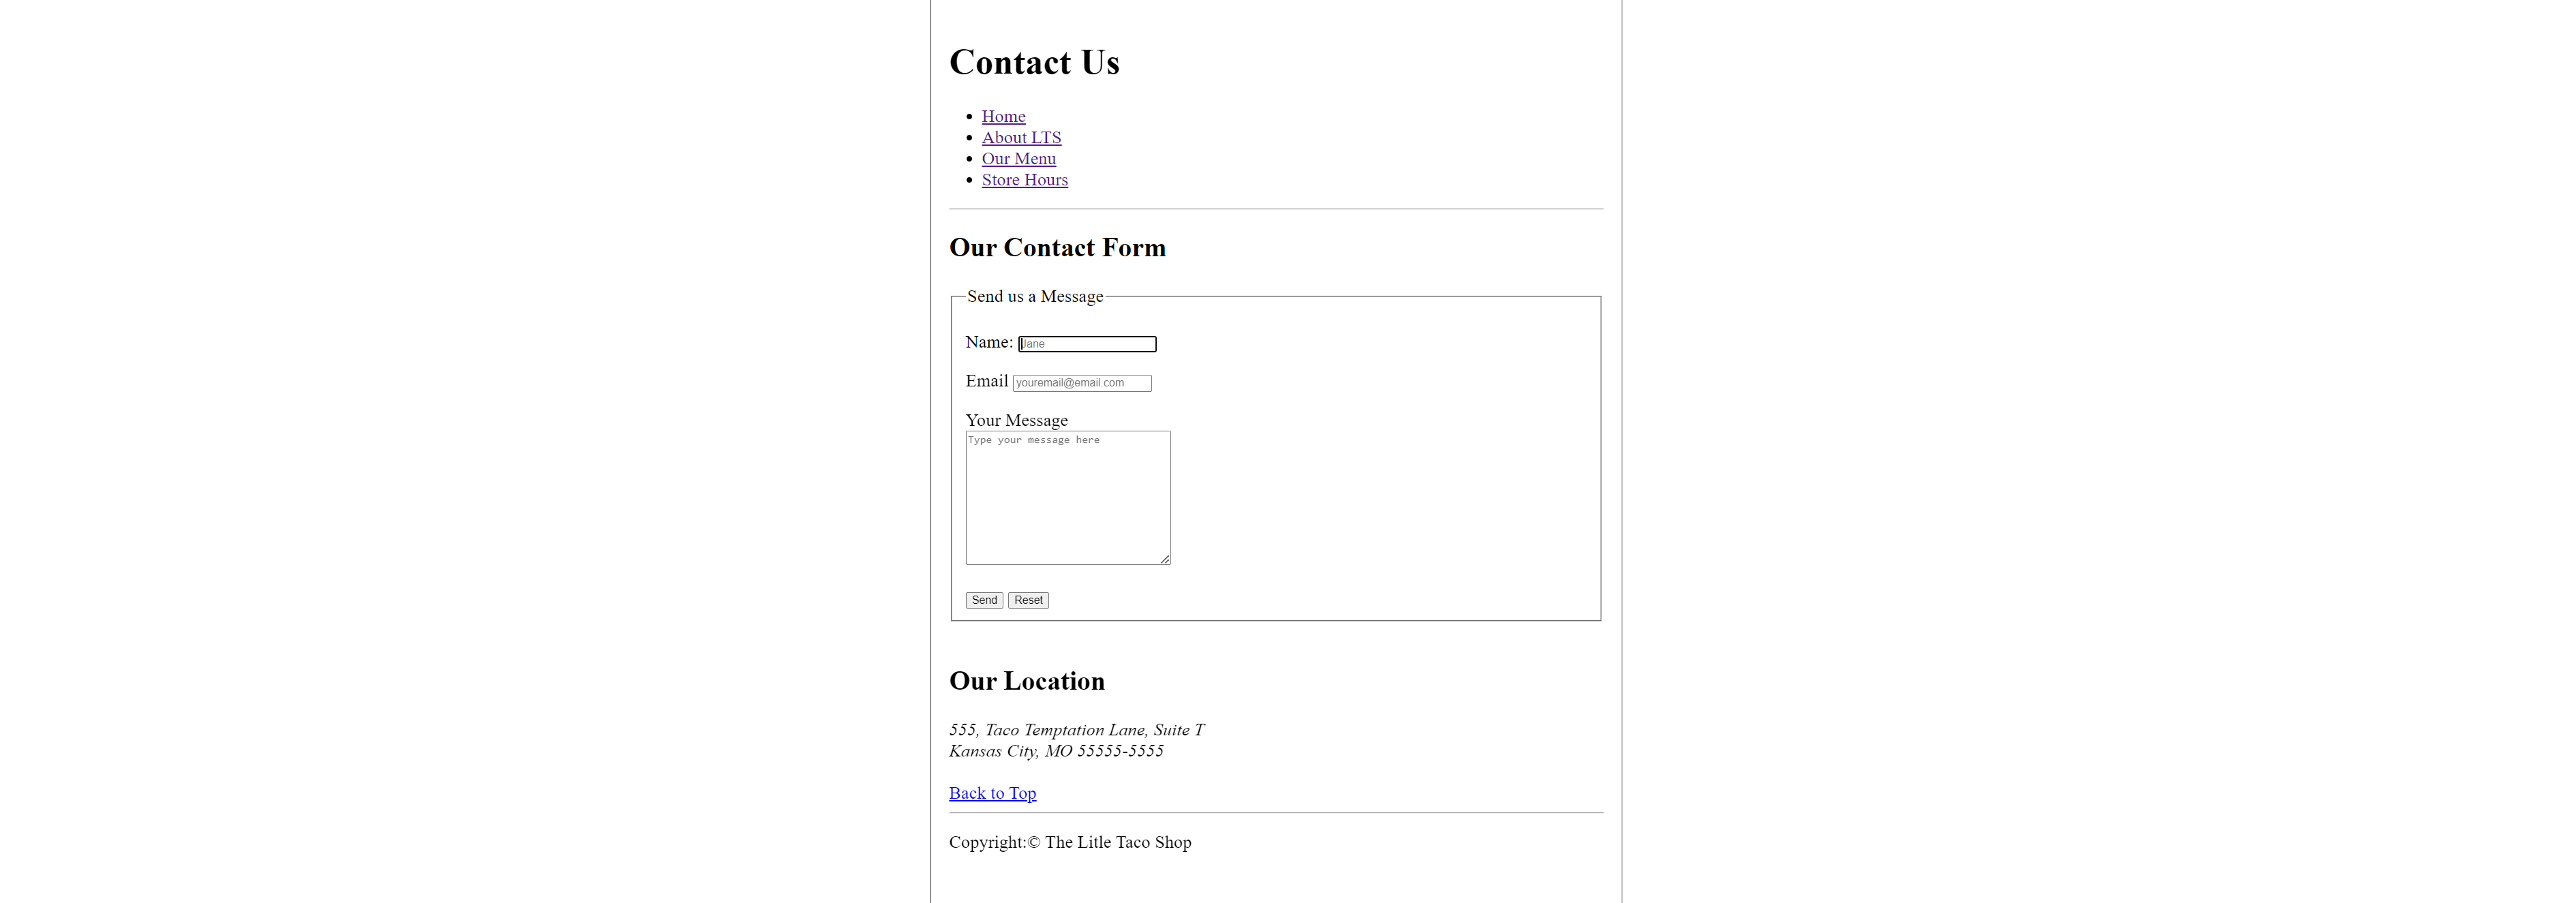 Contact Us
Home
About LTS
Our Menu
Store Hours
Our Contact Form
Send us a Message
Name: Jane
Email youremail@email.com
Your Message
Type your message here
Send Reset
Our Location
555, Taco Temptation Lane, Suite T
Kansas City, MO 55555-5555
Back to Top
Copyright:© The Litle Taco Shop